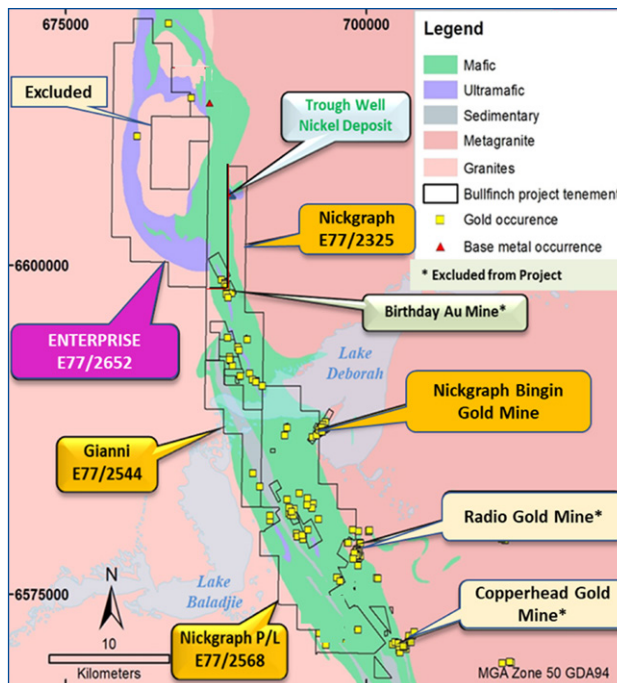 675000
700000
Legend
Mafic
Ultramafic
Sedimentary
Metagranite
Granites
Bullfinch project tenement
Gold occurence
Base metal occurrence
* Excluded from Project
Excluded
Trough Well
Nickel Deposit
Nickgraph
E77/2325
6600000
Birthday Au Mine*
ENTERPRISE
E77/2652
Lake
Deborah
Nickgraph Bingin
Gold Mine
Gianni
E77/2544
Radio Gold Mine*
6575000
N
Lake
Baladjie
Copperhead Gold
Mine*
10
Kilometers
Nickgraph P/L
E77/2568
MGA Zone 50 GDA94